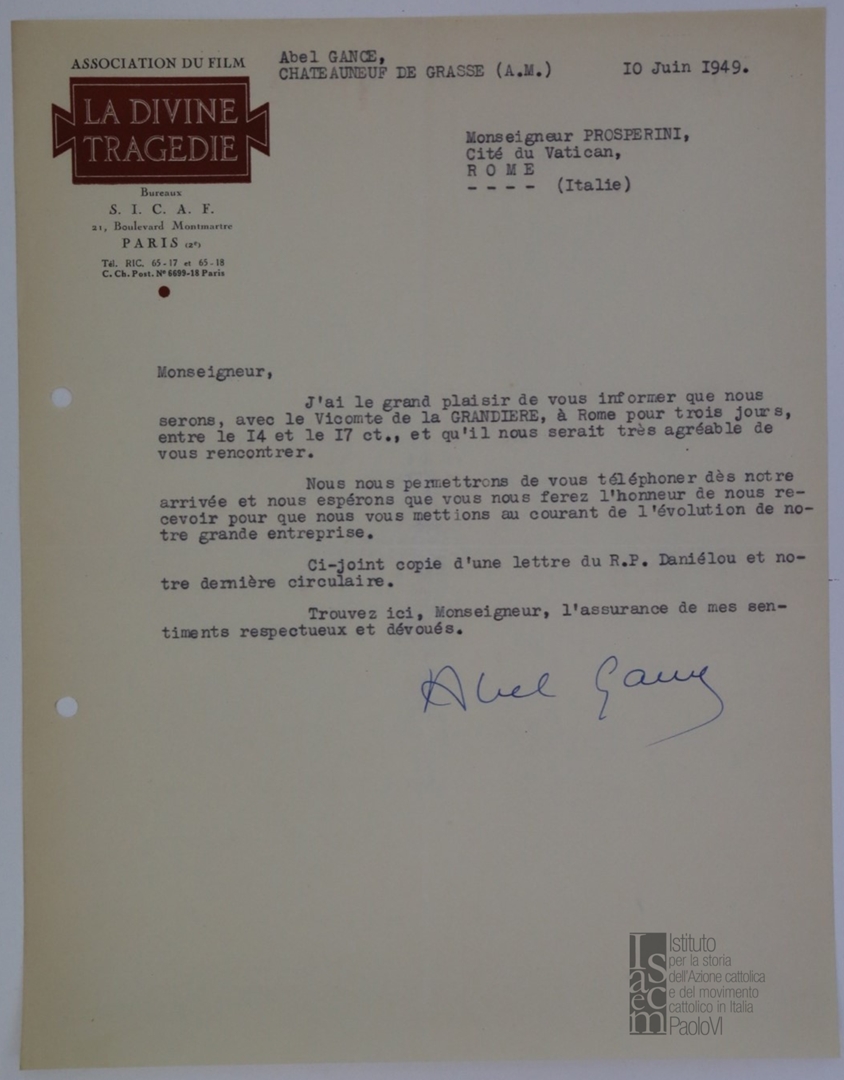 ASSOCIATION DU FILM
LA DIVINE
TRAGEDIE
Bureaux
S. I. C. A. F.
21, Boulevard Montmartre
PARIS (2e)
Tél. RIC. 65-17 et 65-18
C. Ch. Post. N° 6699-18 Paris
Abel GANCE,
CHATEAUNEUF DE GRASSE (A.M.)
IO Juin I949.
Monseigneur PROSPERINI,
Cité du Vatican,
R O M E
- - - - (Italie)
Monseigneur,
J'ai le grand plaisir de vous informer que nous
serons, avec le Vicomte de la GRANDIERE, à Rome pour trois jours,
entre le I4 et le I7 ct., et qu'il nous serait très agréable de
vous rencontrer.
Nous nous permettrons de vous téléphoner dès notre
arrivée et nous espérons que vous nous ferez l'honneur de nous re-
cevoir pour que nous vous mettions au courant de l'évolution de no-
tre grande entreprise.
Ci-joint copie d'une lettre du R.P. Daniélou et no-
tre dernière circulaire.
Trouvez ici, Monseigneur, l'assurance de mes sen-
timents respectueux et dévoués.
Abel Gance
Isacem
Istituto
per la storia
dell'Azione cattolica
e del movimento
cattolico in Italia
PaoloVI